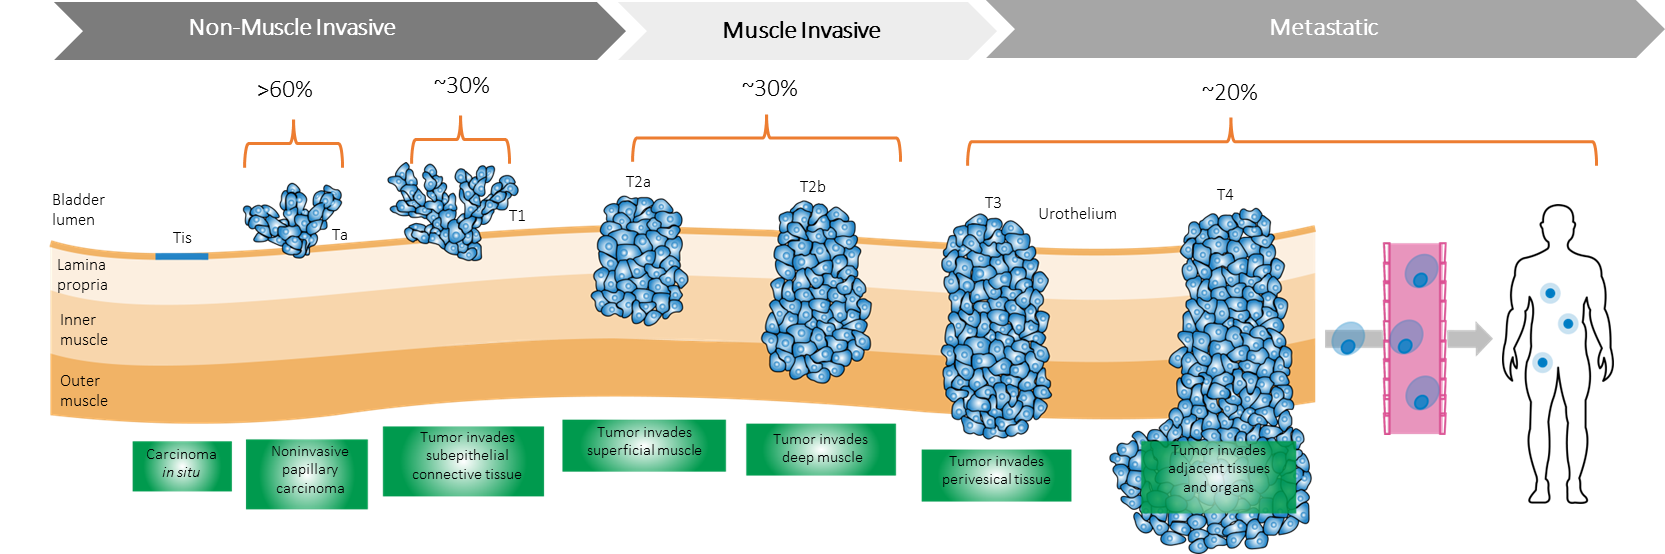 Non-Muscle Invasive
Muscle Invasive
Metastatic
>60%
~30%
~30%
~20%
Bladder
lumen
Tis
Ta
T1
T2a
T2b
T3
Urothelium
T4
Lamina
propria
Inner
muscle
Outer
muscle
Carcinoma
in situ
Noninvasive
papillary
carcinoma
Tumor invades
subepithelial
connective tissue
Tumor invades
superficial muscle
Tumor invades
deep muscle
Tumor invades
perivesical tissue
Tumor invades
adjacent tissues
and organs